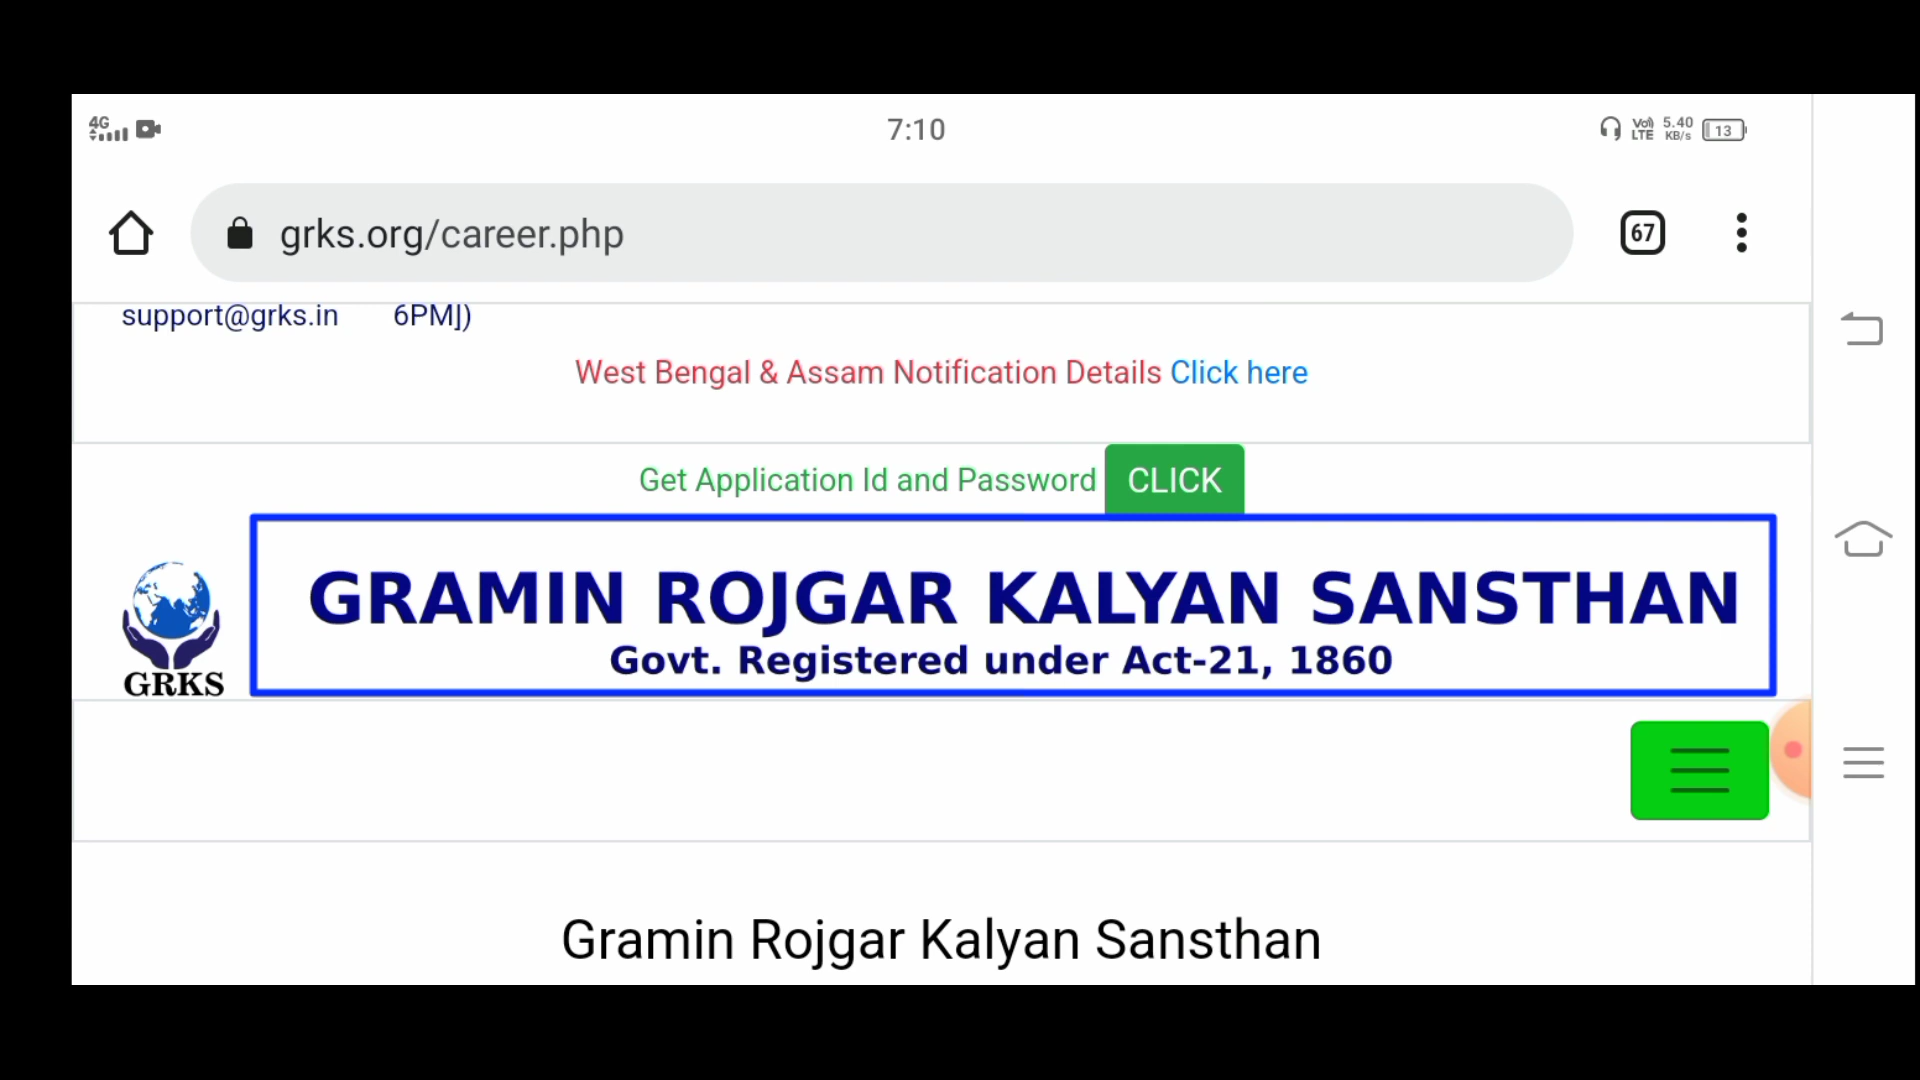 4G 7:10 Vo) LTE 5.40 KB/s 13
grks.org/career.php 67
support@grks.in 6PM])
West Bengal & Assam Notification Details Click here
Get Application Id and Password CLICK
GRAMIN ROJGAR KALYAN SANSTHAN
Govt. Registered under Act-21, 1860
GRKS
Gramin Rojgar Kalyan Sansthan